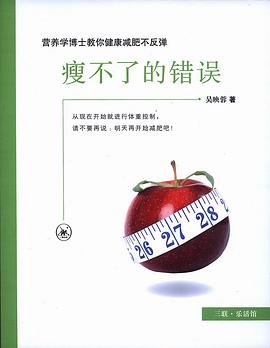 营养学博士教你健康减肥不反弹
瘦不了的错误
吴映蓉 著
从现在开始就进行体重控制，
请不要再说：明天再开始减肥吧！
26 27 28 2
三联·乐活馆